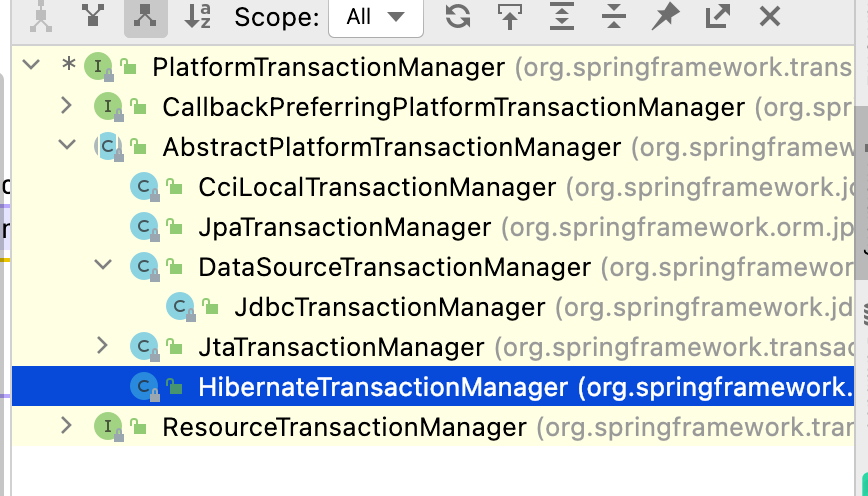 Scope: All
* I PlatformTransactionManager (org.springframework.trans
I CallbackPreferringPlatformTransactionManager (org.spr
C AbstractPlatformTransactionManager (org.springframew
C CciLocalTransactionManager (org.springframework.jc
C JpaTransactionManager (org.springframework.orm.jp
C DataSourceTransactionManager (org.springframewor
C JdbcTransactionManager (org.springframework.jd
C JtaTransactionManager (org.springframework.transac
C HibernateTransactionManager (org.springframework.
I ResourceTransactionManager (org.springframework.tran